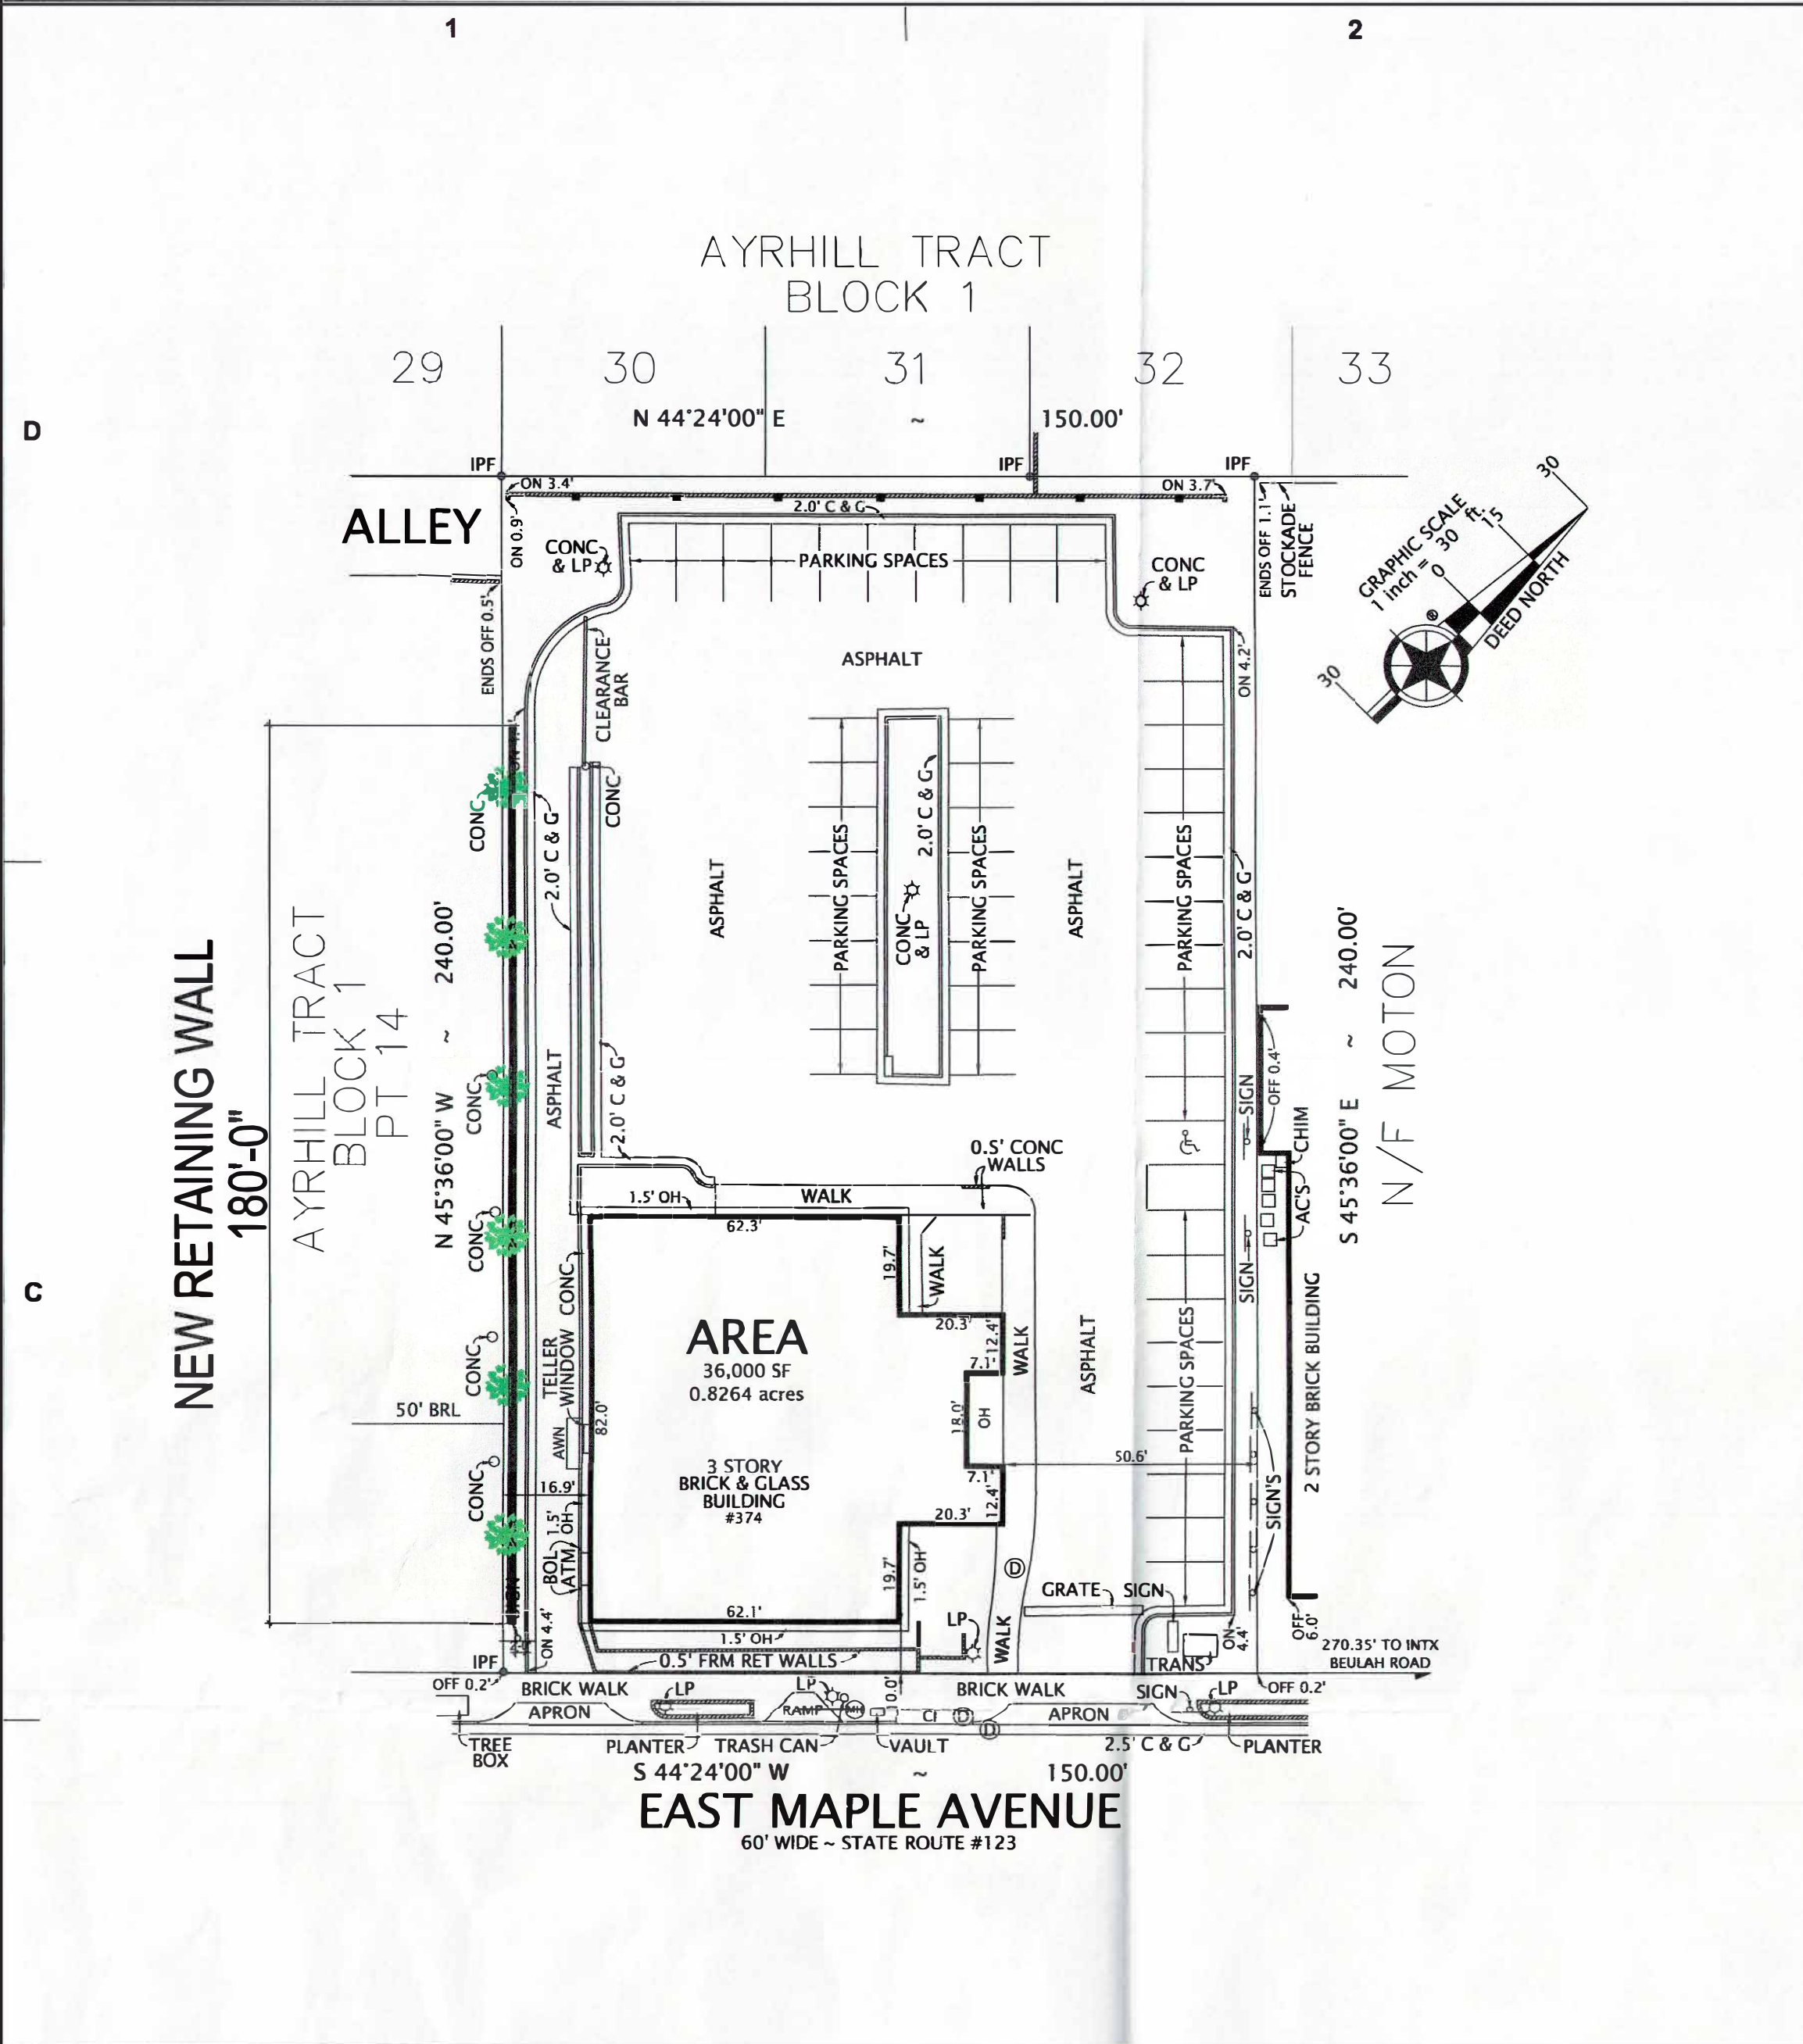 1
2
AYRHILL TRACT
BLOCK 1
29
30
31
32
33
N 44°24'00" E ~ 150.00'
D
IPF
IPF
IPF
ON 3.4'
ON 3.7'
2.0' C & G
ALLEY
ON 0.9'
CONC
& LP
PARKING SPACES
CONC
& LP
ENDS OFF 1.1'
STOCKADE
FENCE
GRAPHIC SCALE
1 inch = 30 ft.
30
0
15
30
DEED NORTH
ENDS OFF 0.5'
CLEARANCE
BAR
ASPHALT
ON 4.2'
CONC
2.0' C & G
CONC
ASPHALT
PARKING SPACES
2.0' C & G
CONC
& LP
PARKING SPACES
ASPHALT
PARKING SPACES
2.0' C & G
NEW RETAINING WALL
180'-0"
AYRHILL TRACT
BLOCK 1
PT 14
N 45°36'00" W ~ 240.00'
S 45°36'00" E ~ 240.00'
N/F MOTON
CONC
ASPHALT
2.0' C & G
SIGN
OFF 0.4'
CHIM
0.5' CONC
WALLS
1.5' OH
WALK
62.3'
CONC
AC'S
19.7'
WALK
SIGN
C
TELLER
WINDOW
CONC
AREA
36,000 SF
0.8264 acres
20.3'
12.4'
WALK
ASPHALT
PARKING SPACES
2 STORY BRICK BUILDING
CONC
7.1'
50' BRL
AWN
82.0'
18.0'
OH
3 STORY
BRICK & GLASS
BUILDING
#374
50.6'
CONC
16.9'
7.1'
12.4'
20.3'
SIGN'S
BOL
ATM
1.5'
OH
19.7'
1.5' OH
D
GRATE
SIGN
62.1'
1.5' OH
LP
WALK
ON 4.4'
ON
4.4'
OFF
6.0'
0.5' FRM RET WALLS
TRANS
270.35' TO INTX
BEULAH ROAD
IPF
OFF 0.2'
BRICK WALK
LP
LP
0.0'
BRICK WALK
SIGN
LP
OFF 0.2'
APRON
RAMP
MH
CI
D
D
APRON
TREE
BOX
PLANTER
TRASH CAN
VAULT
2.5' C & G
PLANTER
S 44°24'00" W ~ 150.00'
EAST MAPLE AVENUE
60' WIDE ~ STATE ROUTE #123